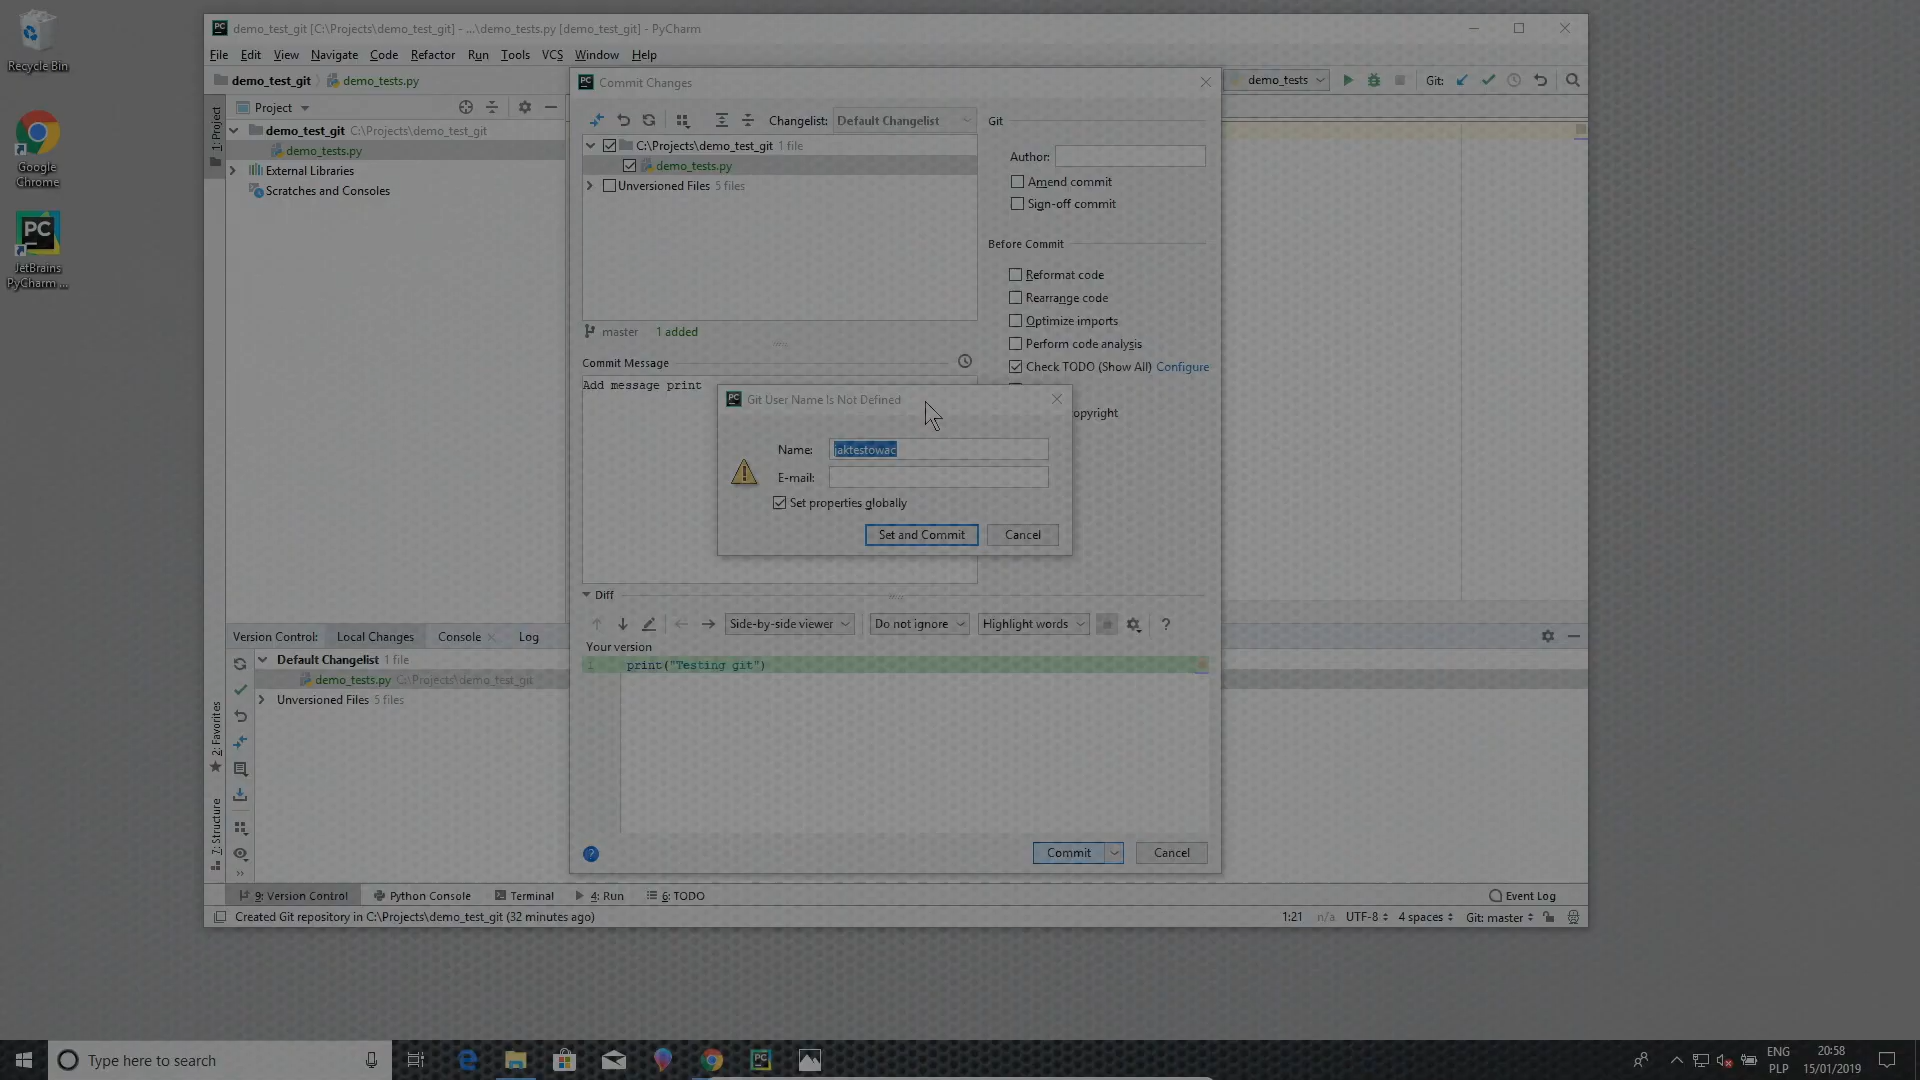 Recycle Bin
Google
Chrome
JetBrains
PyCharm ...
demo_test_git [C:\Projects\demo_test_git] - ...\demo_tests.py [demo_test_git] - PyCharm
File Edit View Navigate Code Refactor Run Tools VCS Window Help
demo_test_git demo_tests.py
demo_tests
Git:
1: Project
Project
demo_test_git C:\Projects\demo_test_git
demo_tests.py
External Libraries
Scratches and Consoles
Commit Changes
Changelist: Default Changelist
C:\Projects\demo_test_git 1 file
demo_tests.py
Unversioned Files 5 files
master 1 added
Git
Author:
Amend commit
Sign-off commit
Before Commit
Reformat code
Rearrange code
Optimize imports
Perform code analysis
Check TODO (Show All) Configure
opyright
Commit Message
Add message print
Git User Name Is Not Defined
Name: jaktestowac
E-mail:
Set properties globally
Set and Commit Cancel
Diff
Side-by-side viewer Do not ignore Highlight words ?
Your version
1 print("Testing git")
? Commit Cancel
Version Control: Local Changes Console Log
Default Changelist 1 file
demo_tests.py C:\Projects\demo_test_git
Unversioned Files 5 files
2: Favorites
7: Structure
9: Version Control Python Console Terminal 4: Run 6: TODO Event Log
Created Git repository in C:\Projects\demo_test_git (32 minutes ago) 1:21 n/a UTF-8 4 spaces Git: master
Type here to search
ENG
PLP
20:58
15/01/2019